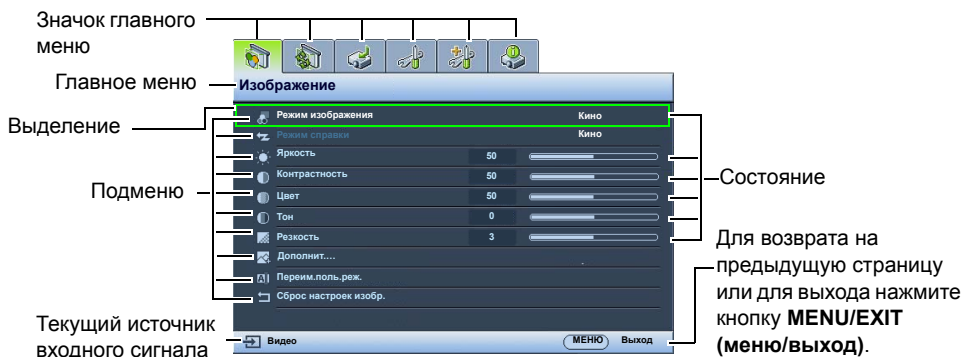 Значок главного
меню
Главное меню
Изображение
Выделение
Режим изображения Кино
Режим справки Кино
Яркость 50
Контрастность 50
Подменю
Состояние
Цвет 50
Тон 0
Резкость 3
Дополнит....
Переим.поль.реж.
Сброс настроек изобр.
Для возврата на
предыдущую страницу
или для выхода нажмите
кнопку MENU/EXIT
(меню/выход).
Текущий источник
входного сигнала
Видео МЕНЮ Выход